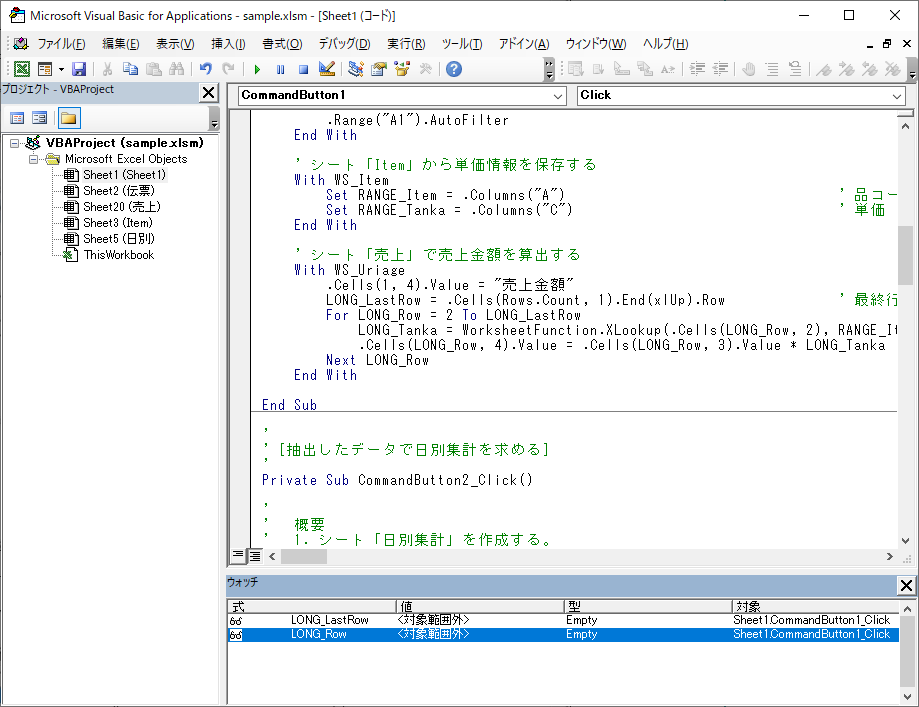 Microsoft Visual Basic for Applications - sample.xlsm - [Sheet1 (コード)]
ファイル(F) 編集(E) 表示(V) 挿入(I) 書式(O) デバッグ(D) 実行(R) ツール(T) アドイン(A) ウィンドウ(W) ヘルプ(H)
プロジェクト - VBAProject
VBAProject (sample.xlsm)
Microsoft Excel Objects
Sheet1 (Sheet1)
Sheet2 (伝票)
Sheet20 (売上)
Sheet3 (Item)
Sheet5 (日別)
ThisWorkbook
CommandButton1 Click
.Range("A1").AutoFilter
End With
' シート「Item」から単価情報を保存する
With WS_Item
Set RANGE_Item = .Columns("A") ' 品コー
Set RANGE_Tanka = .Columns("C") ' 単価
End With
' シート「売上」で売上金額を算出する
With WS_Uriage
.Cells(1, 4).Value = "売上金額"
LONG_LastRow = .Cells(Rows.Count, 1).End(xlUp).Row ' 最終行
For LONG_Row = 2 To LONG_LastRow
LONG_Tanka = WorksheetFunction.XLookup(.Cells(LONG_Row, 2), RANGE_It
.Cells(LONG_Row, 4).Value = .Cells(LONG_Row, 3).Value * LONG_Tanka
Next LONG_Row
End With
End Sub
'
' [抽出したデータで日別集計を求める]
'
Private Sub CommandButton2_Click()
'
' 概要
' 1. シート「日別集計」を作成する。
ウォッチ
式 値 型 対象
LONG_LastRow <対象範囲外> Empty Sheet1.CommandButton1_Click
LONG_Row <対象範囲外> Empty Sheet1.CommandButton1_Click